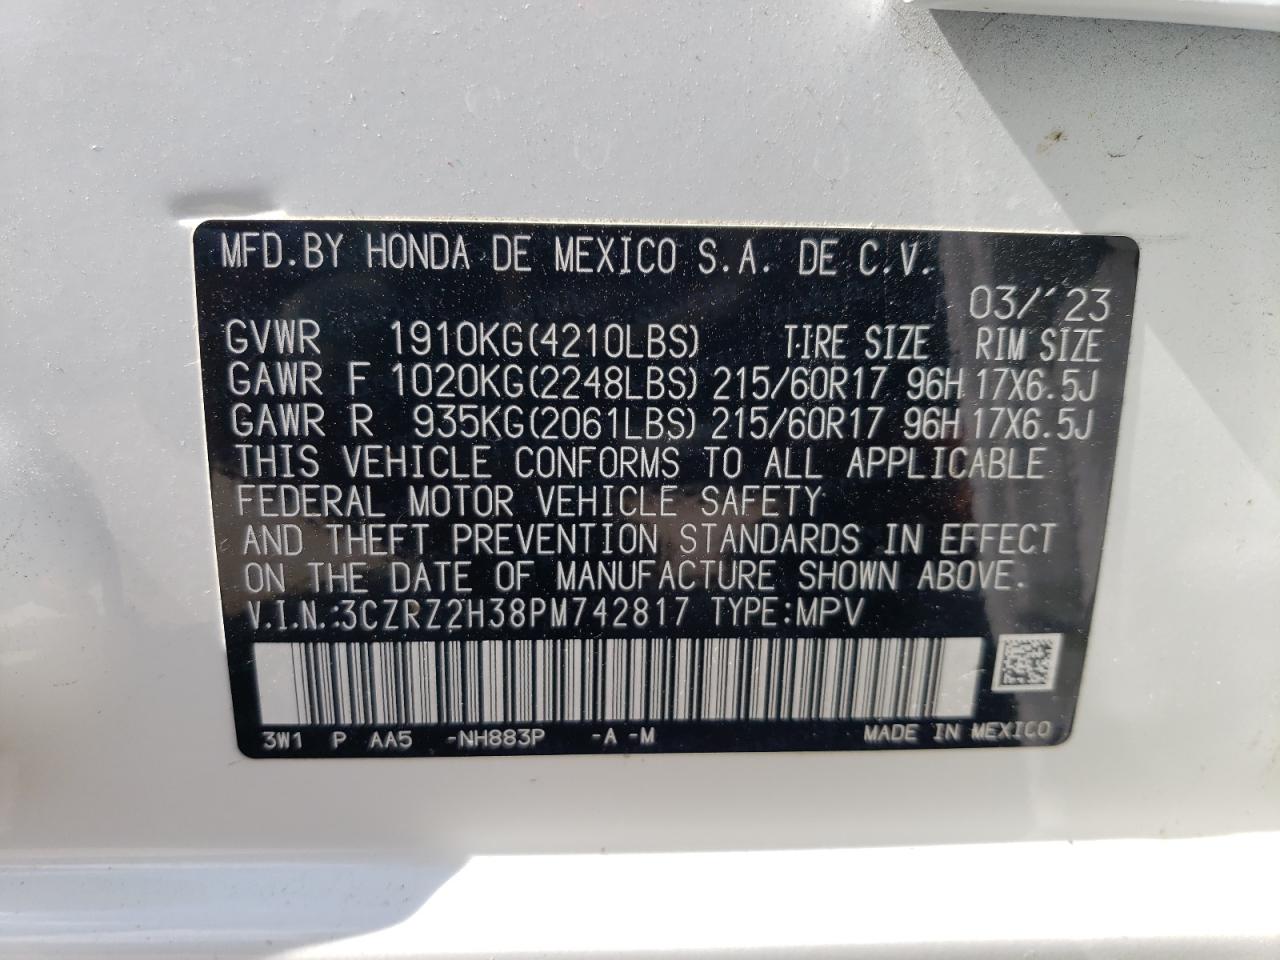 MFD.BY HONDA DE MEXICO S.A. DE C.V.
03/'23
GVWR 1910KG(4210LBS) TIRE SIZE RIM SIZE
GAWR F 1020KG(2248LBS) 215/60R17 96H 17X6.5J
GAWR R 935KG(2061LBS) 215/60R17 96H 17X6.5J
THIS VEHICLE CONFORMS TO ALL APPLICABLE
FEDERAL MOTOR VEHICLE SAFETY
AND THEFT PREVENTION STANDARDS IN EFFECT
ON THE DATE OF MANUFACTURE SHOWN ABOVE.
V.I.N.:3CZRZ2H38PM742817 TYPE:MPV
3W1 P AA5 -NH883P -A -M MADE IN MEXICO